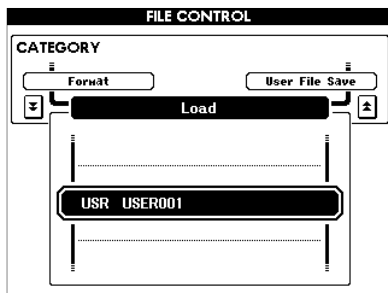 FILE CONTROL
CATEGORY
Format
User File Save
Load
USR USER001